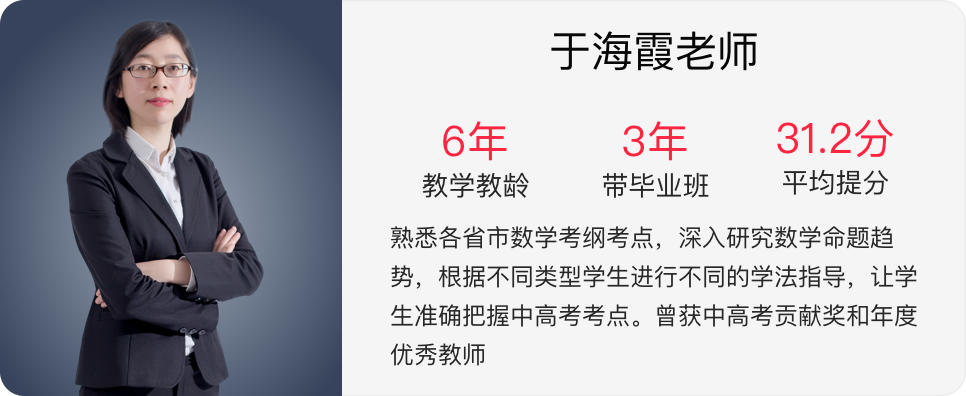 于海霞老师
6年 3年 31.2分
教学教龄 带毕业班 平均提分
熟悉各省市数学考纲考点，深入研究数学命题趋
势，根据不同类型学生进行不同的学法指导，让学
生准确把握中高考考点。曾获中高考贡献奖和年度
优秀教师